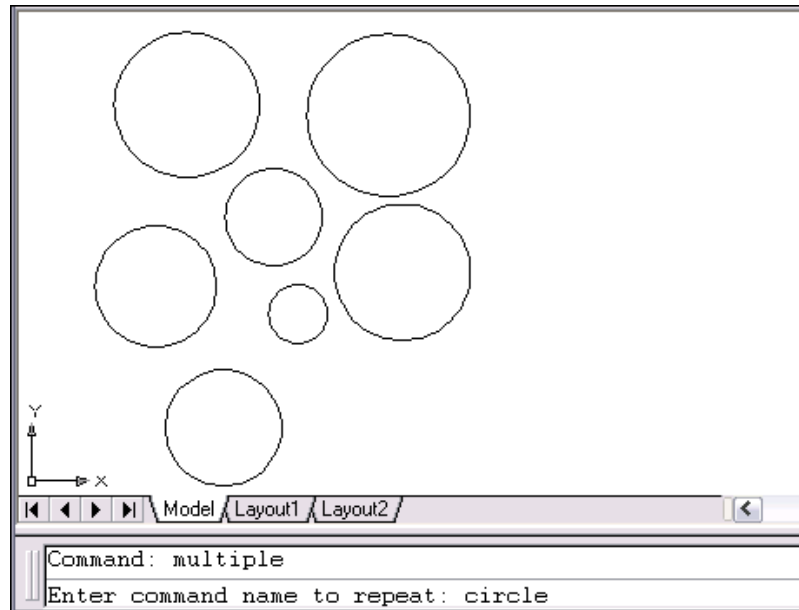 Y
X
Model Layout1 Layout2
Command: multiple
Enter command name to repeat: circle